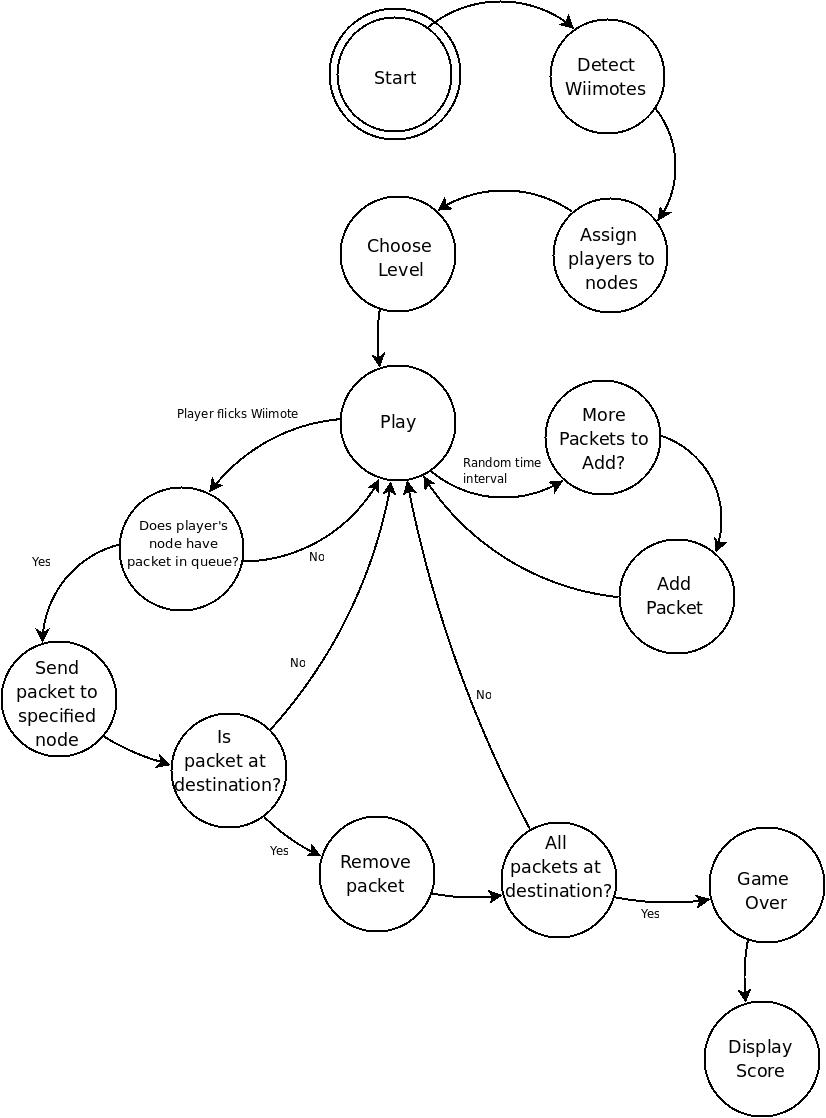 Start
Detect
Wiimotes
Choose
Level
Assign
players to
nodes
Player flicks Wiimote
Play
More
Packets to
Add?
Random time
interval
Does player's
node have
packet in queue?
Yes
No
Add
Packet
Send
packet to
specified
node
No
No
Is
packet at
destination?
Yes
Remove
packet
All
packets at
destination?
Yes
Game
Over
Display
Score